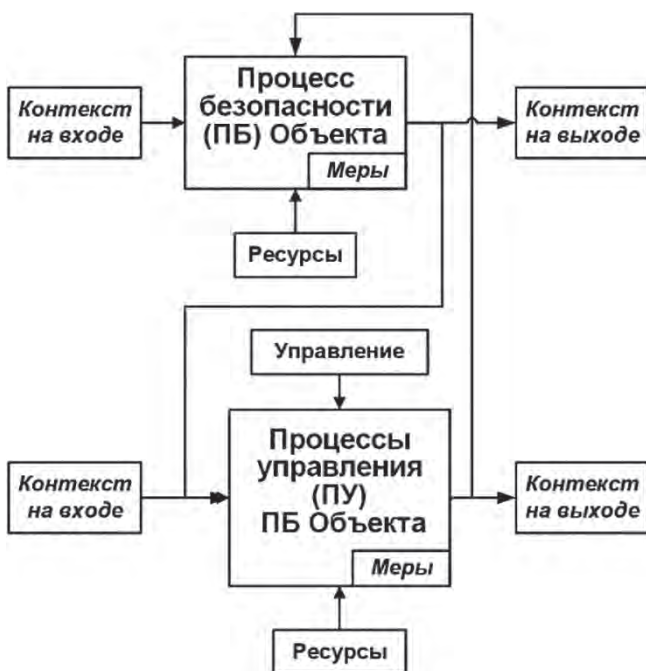 Процесс
безопасности
(ПБ) Объекта
Меры
Контекст
на входе
Контекст
на выходе
Ресурсы
Управление
Процессы
управления
(ПУ)
ПБ Объекта
Меры
Контекст
на входе
Контекст
на выходе
Ресурсы